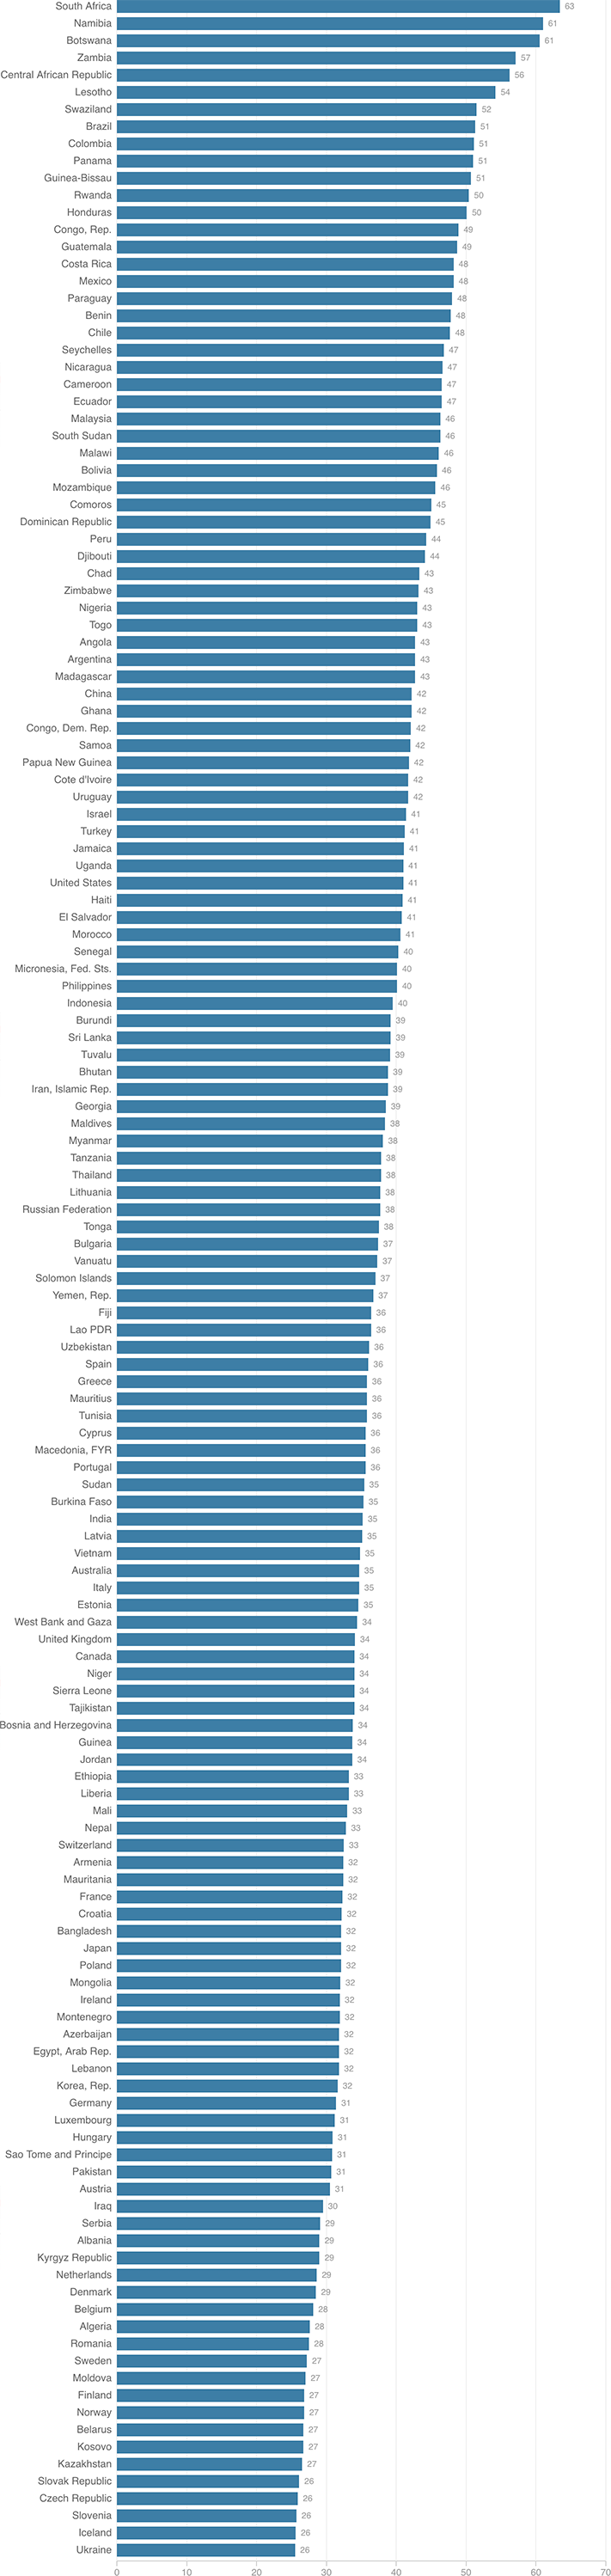 South Africa 63
Namibia 61
Botswana 61
Zambia 57
Central African Republic 56
Lesotho 54
Swaziland 52
Brazil 51
Colombia 51
Panama 51
Guinea-Bissau 51
Rwanda 50
Honduras 50
Congo, Rep. 49
Guatemala 49
Costa Rica 48
Mexico 48
Paraguay 48
Benin 48
Chile 48
Seychelles 47
Nicaragua 47
Cameroon 47
Ecuador 47
Malaysia 46
South Sudan 46
Malawi 46
Bolivia 46
Mozambique 46
Comoros 45
Dominican Republic 45
Peru 44
Djibouti 44
Chad 43
Zimbabwe 43
Nigeria 43
Togo 43
Angola 43
Argentina 43
Madagascar 43
China 42
Ghana 42
Congo, Dem. Rep. 42
Samoa 42
Papua New Guinea 42
Cote d'Ivoire 42
Uruguay 42
Israel 41
Turkey 41
Jamaica 41
Uganda 41
United States 41
Haiti 41
El Salvador 41
Morocco 41
Senegal 40
Micronesia, Fed. Sts. 40
Philippines 40
Indonesia 40
Burundi 39
Sri Lanka 39
Tuvalu 39
Bhutan 39
Iran, Islamic Rep. 39
Georgia 39
Maldives 38
Myanmar 38
Tanzania 38
Thailand 38
Lithuania 38
Russian Federation 38
Tonga 38
Bulgaria 37
Vanuatu 37
Solomon Islands 37
Yemen, Rep. 37
Fiji 36
Lao PDR 36
Uzbekistan 36
Spain 36
Greece 36
Mauritius 36
Tunisia 36
Cyprus 36
Macedonia, FYR 36
Portugal 36
Sudan 35
Burkina Faso 35
India 35
Latvia 35
Vietnam 35
Australia 35
Italy 35
Estonia 35
West Bank and Gaza 34
United Kingdom 34
Canada 34
Niger 34
Sierra Leone 34
Tajikistan 34
Bosnia and Herzegovina 34
Guinea 34
Jordan 34
Ethiopia 33
Liberia 33
Mali 33
Nepal 33
Switzerland 33
Armenia 32
Mauritania 32
France 32
Croatia 32
Bangladesh 32
Japan 32
Poland 32
Mongolia 32
Ireland 32
Montenegro 32
Azerbaijan 32
Egypt, Arab Rep. 32
Lebanon 32
Korea, Rep. 32
Germany 31
Luxembourg 31
Hungary 31
Sao Tome and Principe 31
Pakistan 31
Austria 31
Iraq 30
Serbia 29
Albania 29
Kyrgyz Republic 29
Netherlands 29
Denmark 29
Belgium 28
Algeria 28
Romania 28
Sweden 27
Moldova 27
Finland 27
Norway 27
Belarus 27
Kosovo 27
Kazakhstan 27
Slovak Republic 26
Czech Republic 26
Slovenia 26
Iceland 26
Ukraine 26
0 10 20 30 40 50 60 70